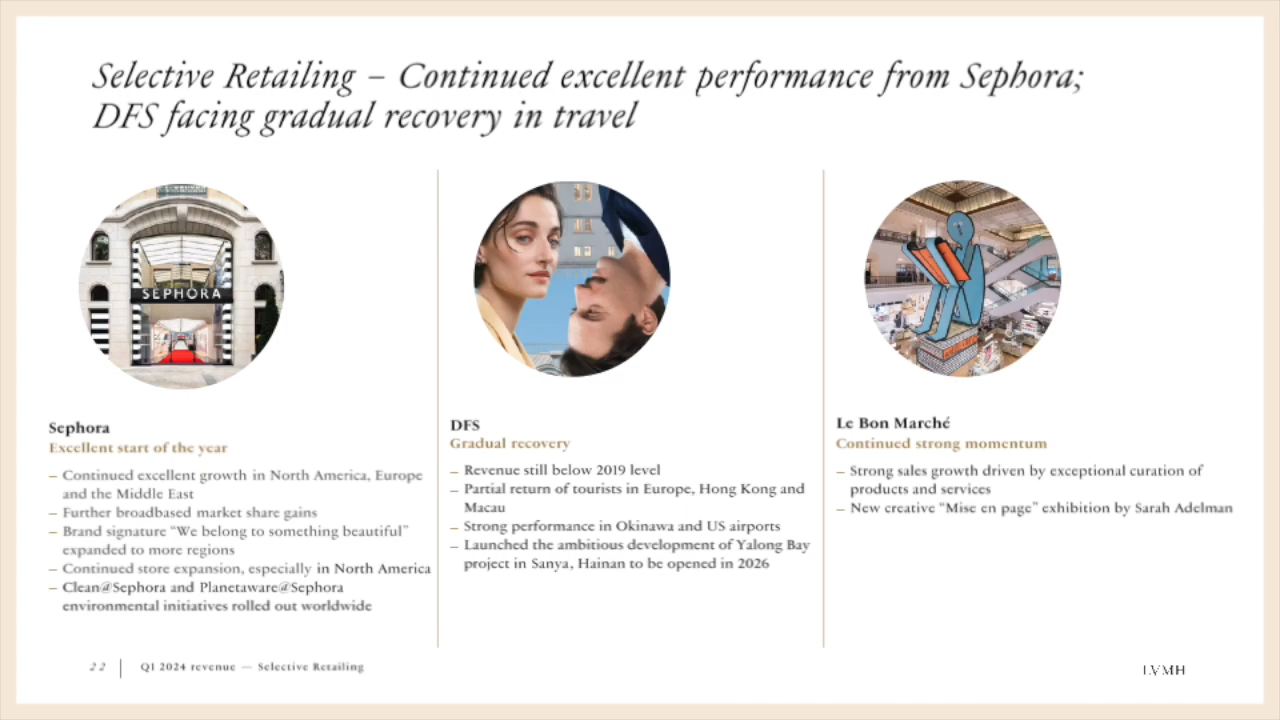 Selective Retailing – Continued excellent performance from Sephora;
DFS facing gradual recovery in travel
SEPHORA
Sephora
Excellent start of the year
– Continued excellent growth in North America, Europe
and the Middle East
– Further broadbased market share gains
– Brand signature “We belong to something beautiful”
expanded to more regions
– Continued store expansion, especially in North America
– Clean@Sephora and Planetaware@Sephora
environmental initiatives rolled out worldwide
DFS
Gradual recovery
– Revenue still below 2019 level
– Partial return of tourists in Europe, Hong Kong and
Macau
– Strong performance in Okinawa and US airports
– Launched the ambitious development of Yalong Bay
project in Sanya, Hainan to be opened in 2026
Le Bon Marché
Continued strong momentum
– Strong sales growth driven by exceptional curation of
products and services
– New creative “Mise en page” exhibition by Sarah Adelman
22 | Q1 2024 revenue — Selective Retailing
LVMH